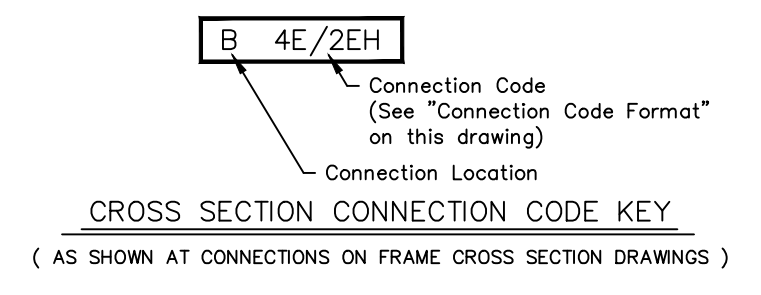 B 4E/2EH
Connection Code
(See "Connection Code Format"
on this drawing)
Connection Location
CROSS SECTION CONNECTION CODE KEY
( AS SHOWN AT CONNECTIONS ON FRAME CROSS SECTION DRAWINGS )